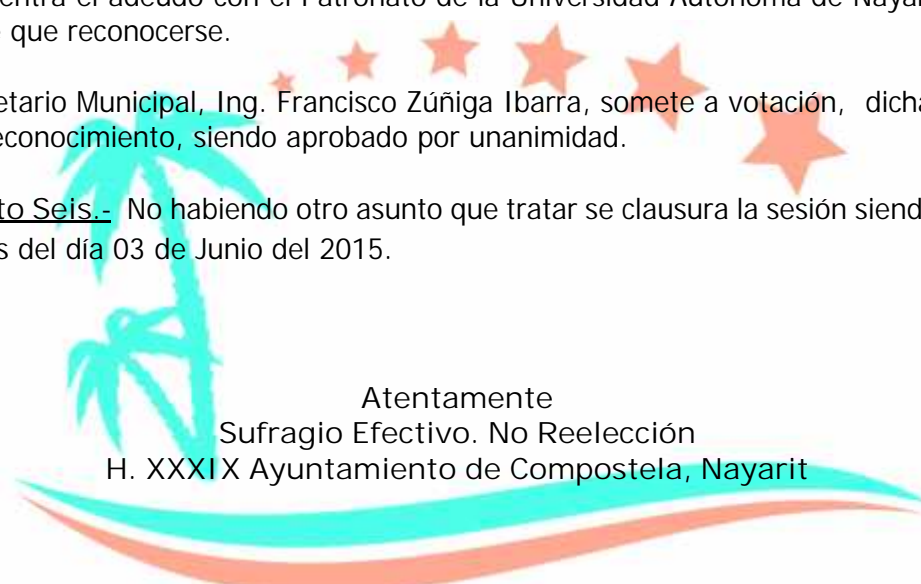 entra el adeudo con el Patronato de la Universidad Autónoma de Nayar
que reconocerse.
etario Municipal, Ing. Francisco Zúñiga Ibarra, somete a votación, dicha
econocimiento, siendo aprobado por unanimidad.
to Seis.- No habiendo otro asunto que tratar se clausura la sesión siend
s del día 03 de Junio del 2015.
Atentamente
Sufragio Efectivo. No Reelección
H. XXXIX Ayuntamiento de Compostela, Nayarit